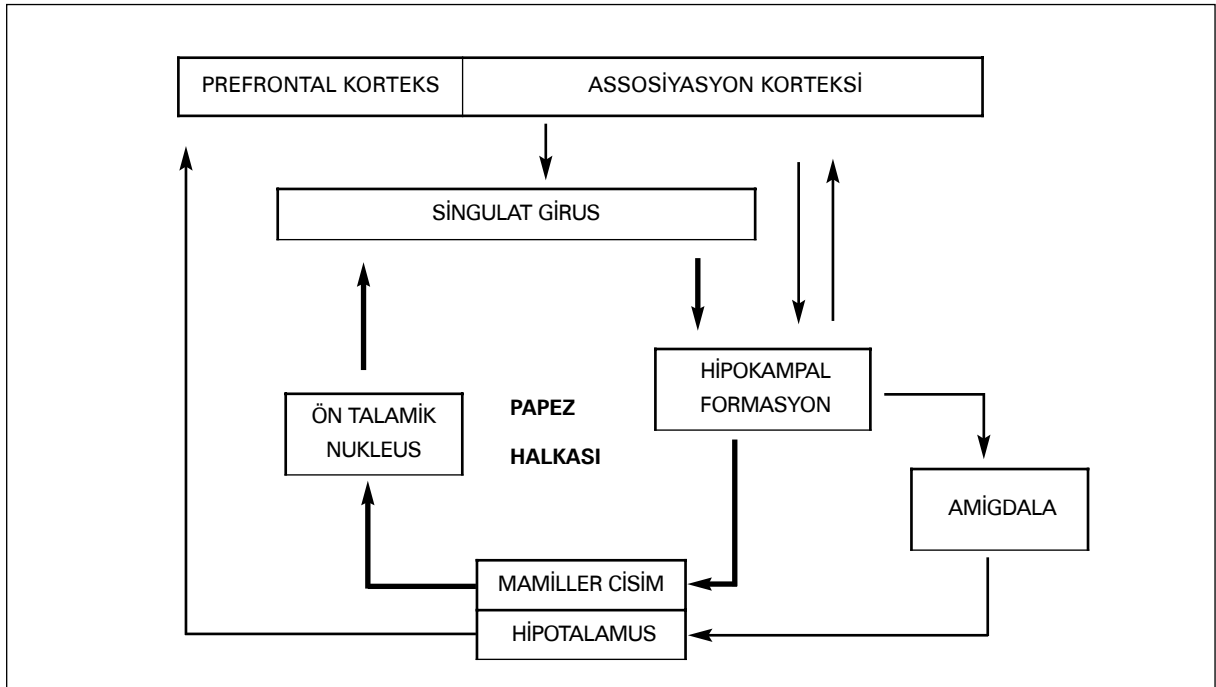 PREFRONTAL KORTEKS
ASSOSİYASYON KORTEKSİ
SİNGULAT GİRUS
HİPOKAMPAL
FORMASYON
ÖN TALAMİK
NUKLEUS
PAPEZ
HALKASI
AMİGDALA
MAMİLLER CİSİM
HİPOTALAMUS